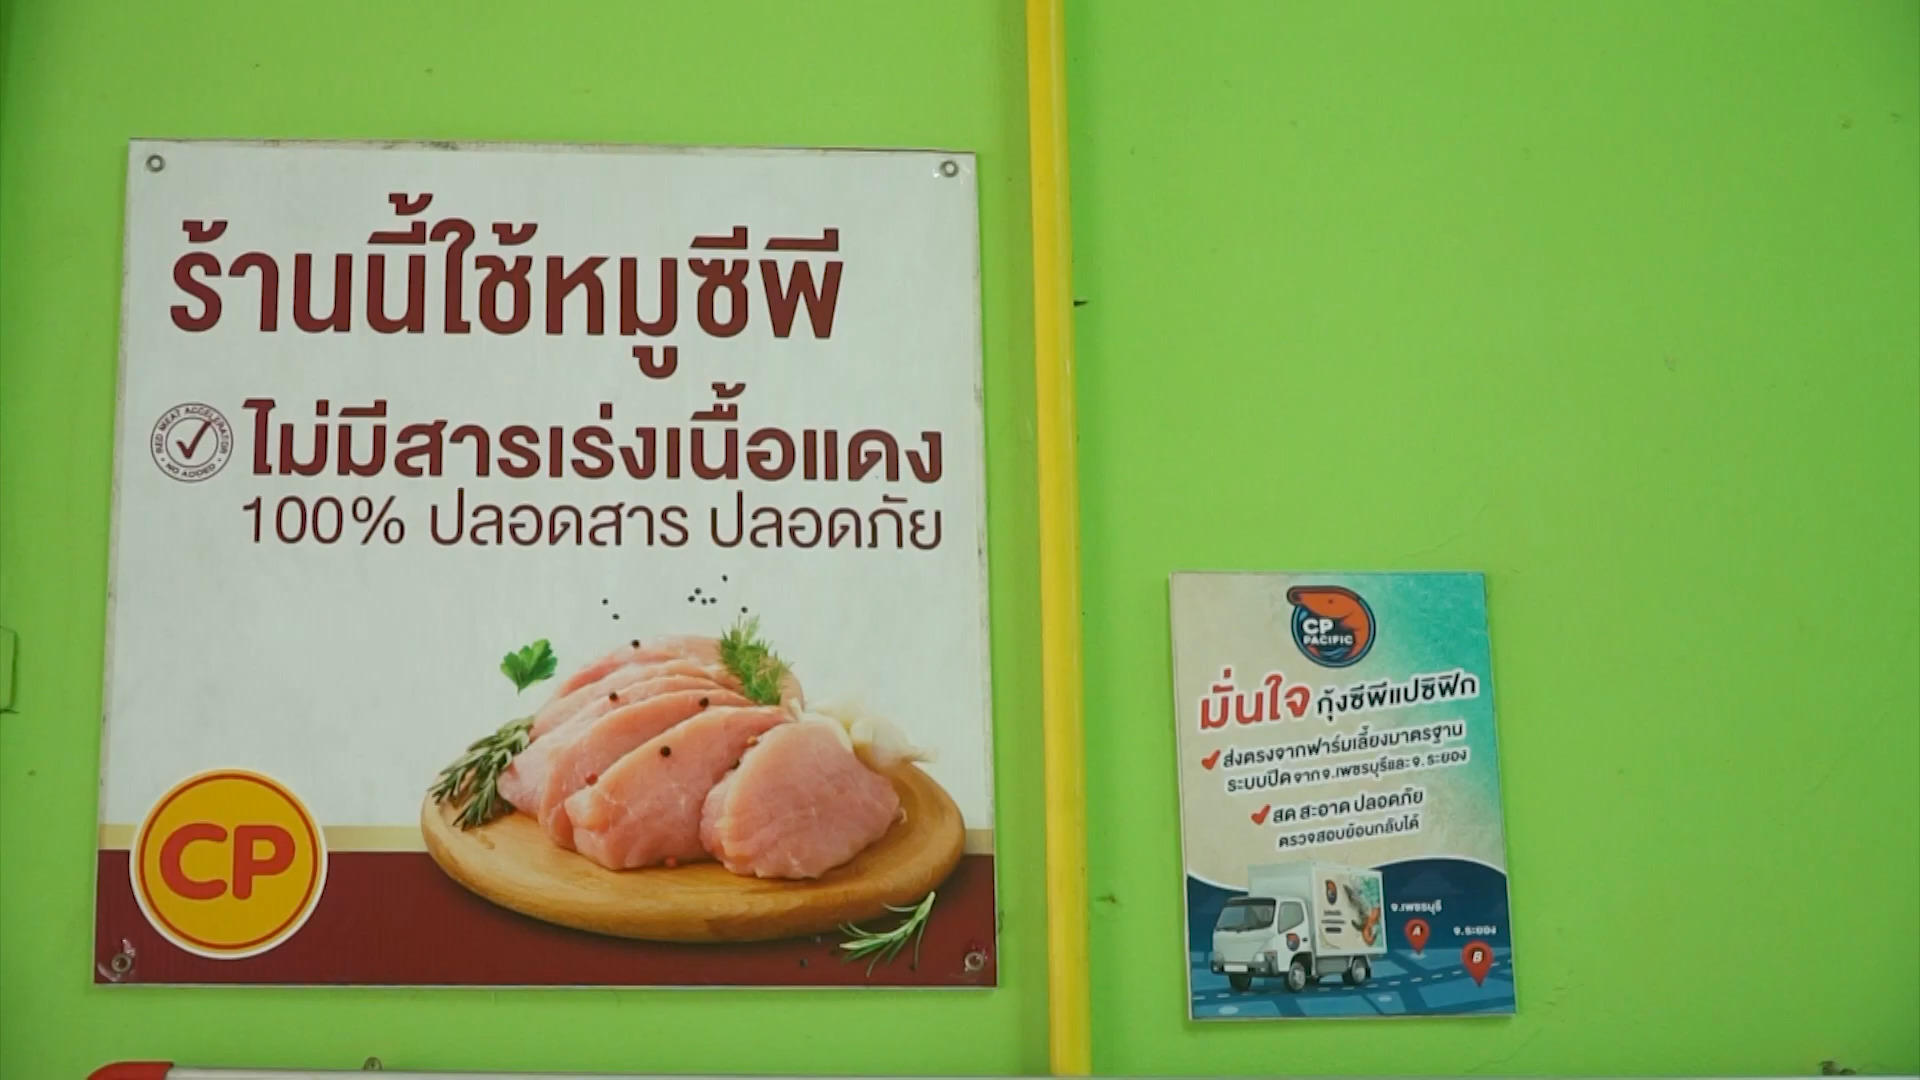 ร้านนี้ใช้หมูซีพี
RED MEAT ACCELERATOR
NO ADDED
ไม่มีสารเร่งเนื้อแดง
100% ปลอดสาร ปลอดภัย
CP
CP
PACIFIC
มั่นใจ กุ้งซีพีแปซิฟิก
ส่งตรงจากฟาร์มเลี้ยงมาตรฐาน
ระบบปิด จากจ.เพชรบุรีและจ.ระยอง
สด สะอาด ปลอดภัย
ตรวจสอบย้อนกลับได้
จ.เพชรบุรี
A
จ.ระยอง
B